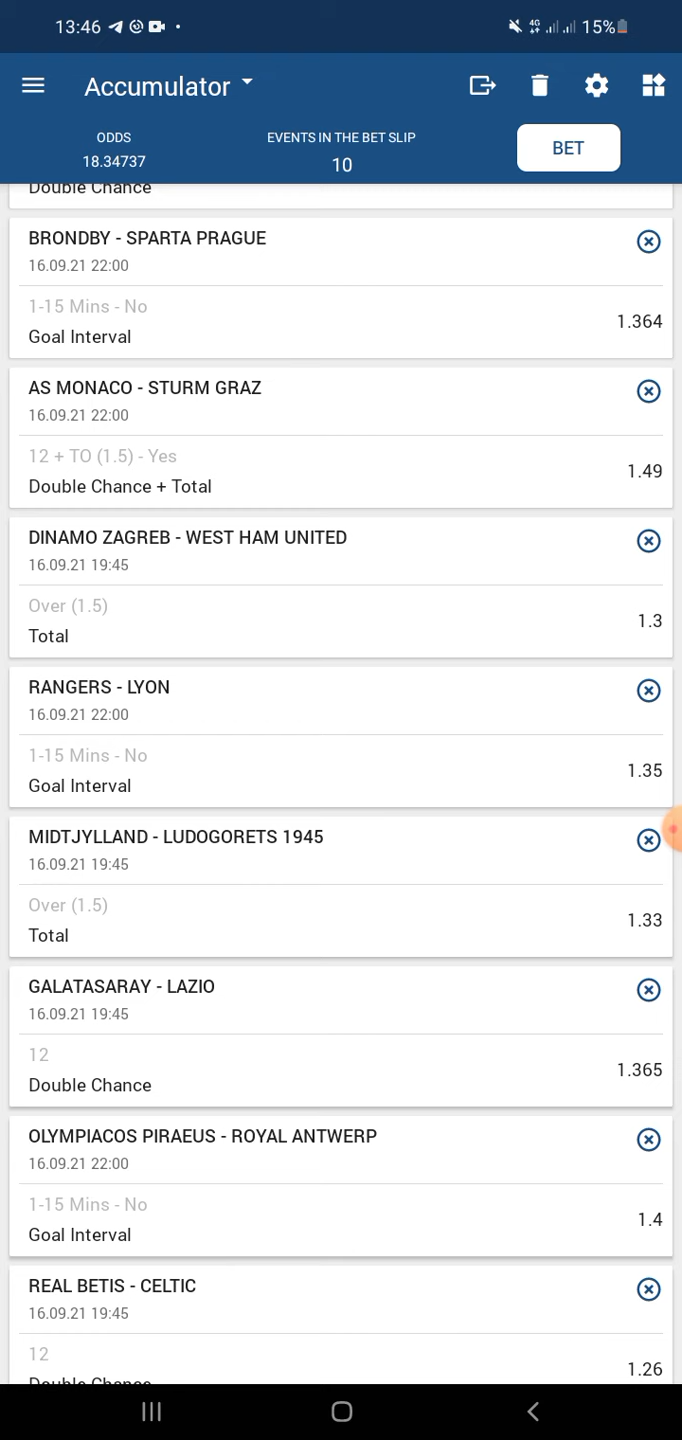 13:46
4G
15%
Accumulator
ODDS
18.34737
EVENTS IN THE BET SLIP
10
BET
Double Chance
BRONDBY - SPARTA PRAGUE
16.09.21 22:00
1-15 Mins - No
Goal Interval
1.364
AS MONACO - STURM GRAZ
16.09.21 22:00
12 + TO (1.5) - Yes
Double Chance + Total
1.49
DINAMO ZAGREB - WEST HAM UNITED
16.09.21 19:45
Over (1.5)
Total
1.3
RANGERS - LYON
16.09.21 22:00
1-15 Mins - No
Goal Interval
1.35
MIDTJYLLAND - LUDOGORETS 1945
16.09.21 19:45
Over (1.5)
Total
1.33
GALATASARAY - LAZIO
16.09.21 19:45
12
Double Chance
1.365
OLYMPIACOS PIRAEUS - ROYAL ANTWERP
16.09.21 22:00
1-15 Mins - No
Goal Interval
1.4
REAL BETIS - CELTIC
16.09.21 19:45
12
Double Chance
1.26